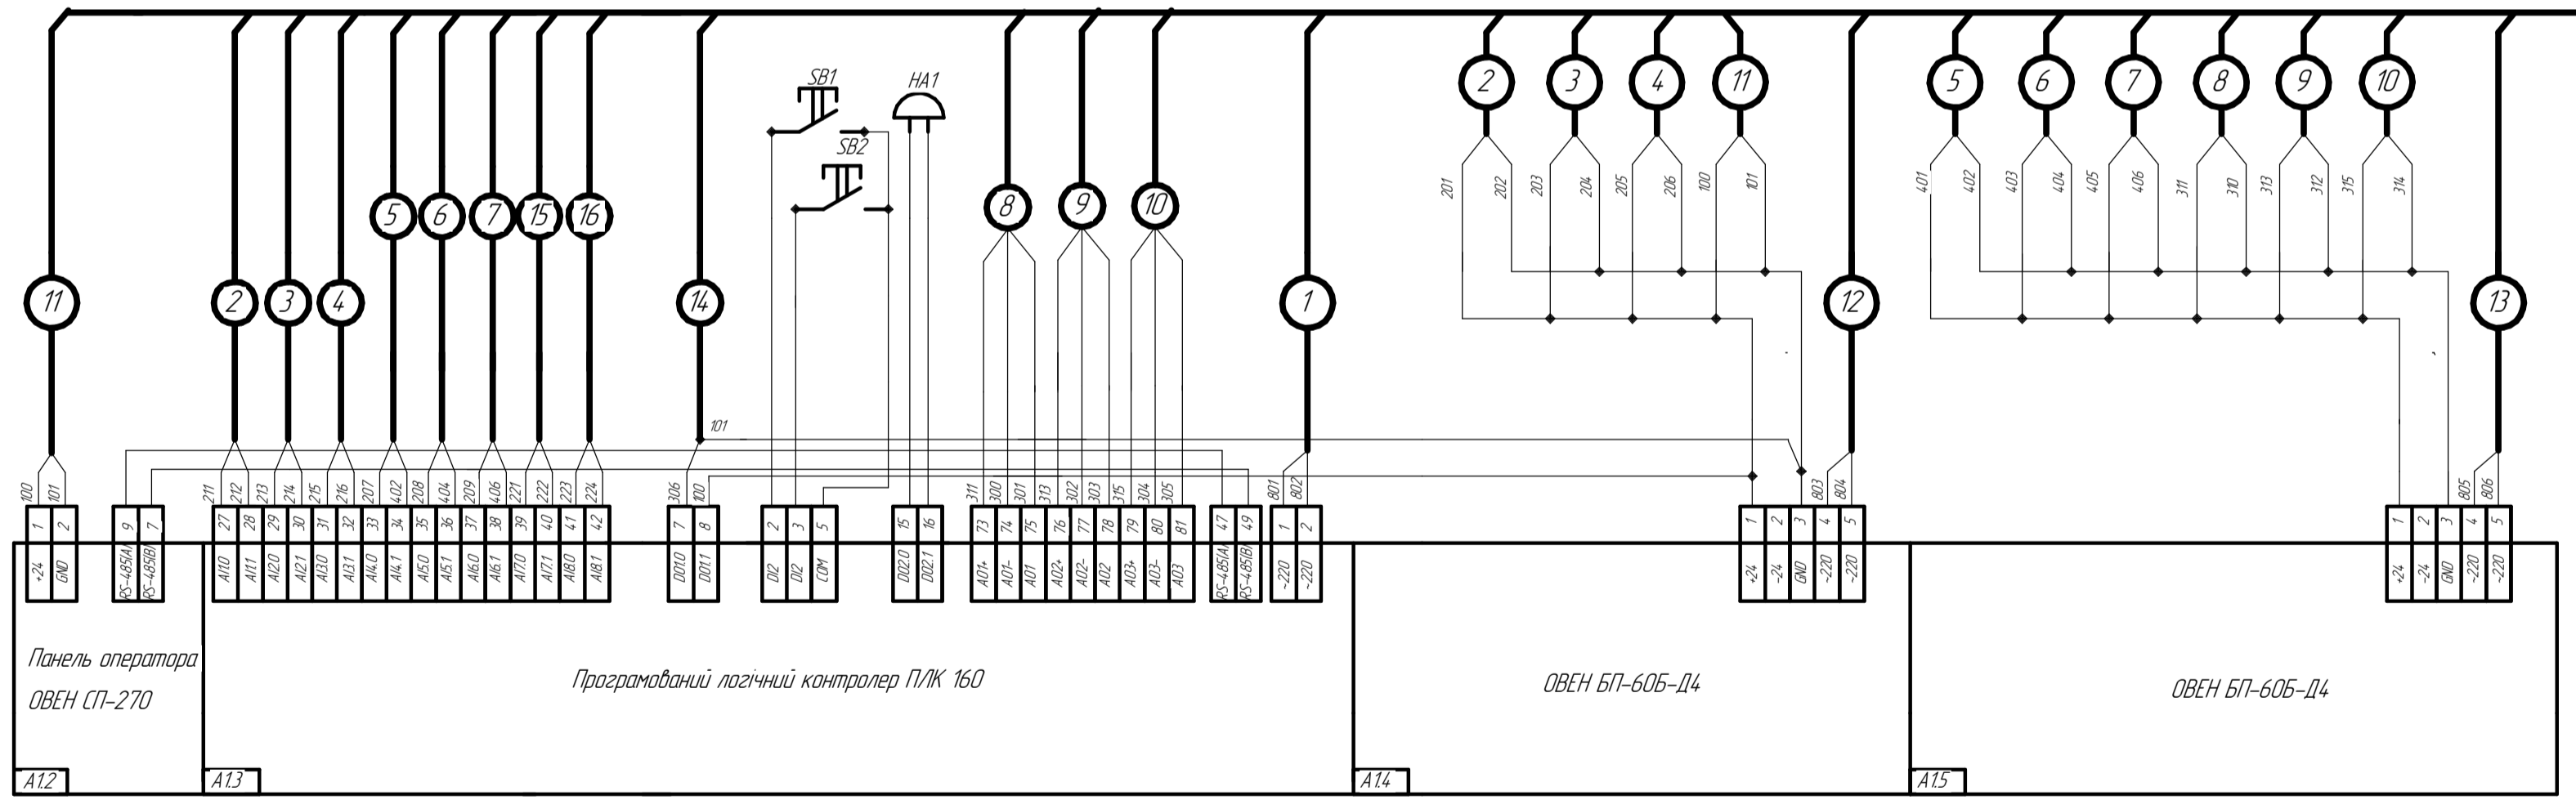 SB1
HA1
SB2
2 3 4 11
5 6 7 8 9 10
201 202 203 204 205 206 100 101
401 402 403 404 405 406 311 310 313 312 315 314
5 6 7 15 16
8 9 10
11
2 3 4
14
1
12
13
101
100 101
211 212 213 214 215 216 207 402 208 404 209 406 221 222 223 224
306 100
311 300 301 313 302 303 315 304 305
801 802
803 804
805 806
1 2
9 7
27 28 29 30 31 32 33 34 35 36 37 38 39 40 41 42
7 8
2 3 5
15 16
73 74 75 76 77 78 79 80 81
47 49
1 2
1 2 3 4 5
1 2 3 4 5
+24 GND
RS-485(A) RS-485(B)
AI1.0 AI1.1 AI2.0 AI2.1 AI3.0 AI3.1 AI4.0 AI4.1 AI5.0 AI5.1 AI6.0 AI6.1 AI7.0 AI7.1 AI8.0 AI8.1
DO1.0 DO1.1
DI2 DI2 COM
DO2.0 DO2.1
AO1+ AO1- AO1 AO2+ AO2- AO2 AO3+ AO3- AO3
RS-485(A) RS-485(B)
~220 ~220
+24 -24 GND ~220 ~220
+24 -24 GND ~220 ~220
Панель оператора
ОВЕН СП-270
Програмований логічний контролер ПЛК 160
ОВЕН БП-60Б-Д4
ОВЕН БП-60Б-Д4
A1.2
A1.3
A1.4
A1.5